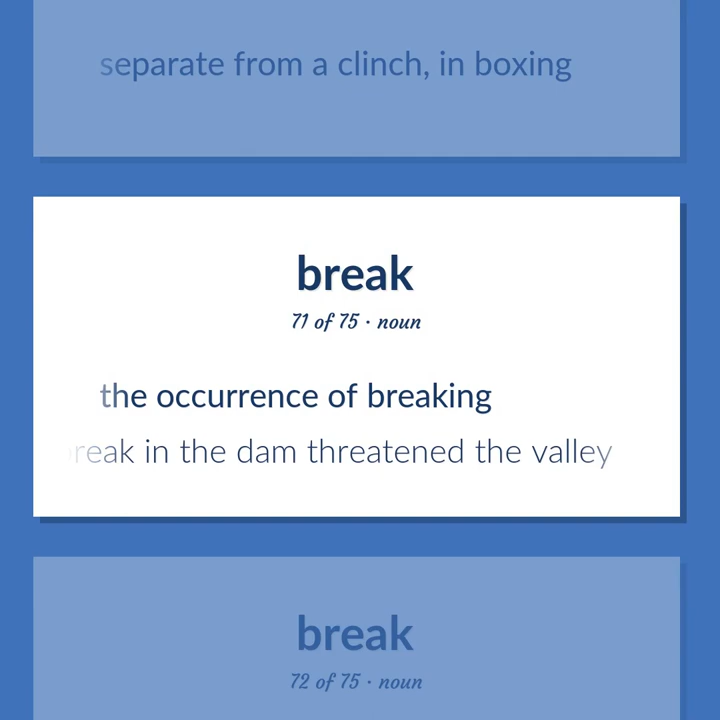 separate from a clinch, in boxing
break
71 of 75 · noun
the occurrence of breaking
break in the dam threatened the valley
break
72 of 75 · noun